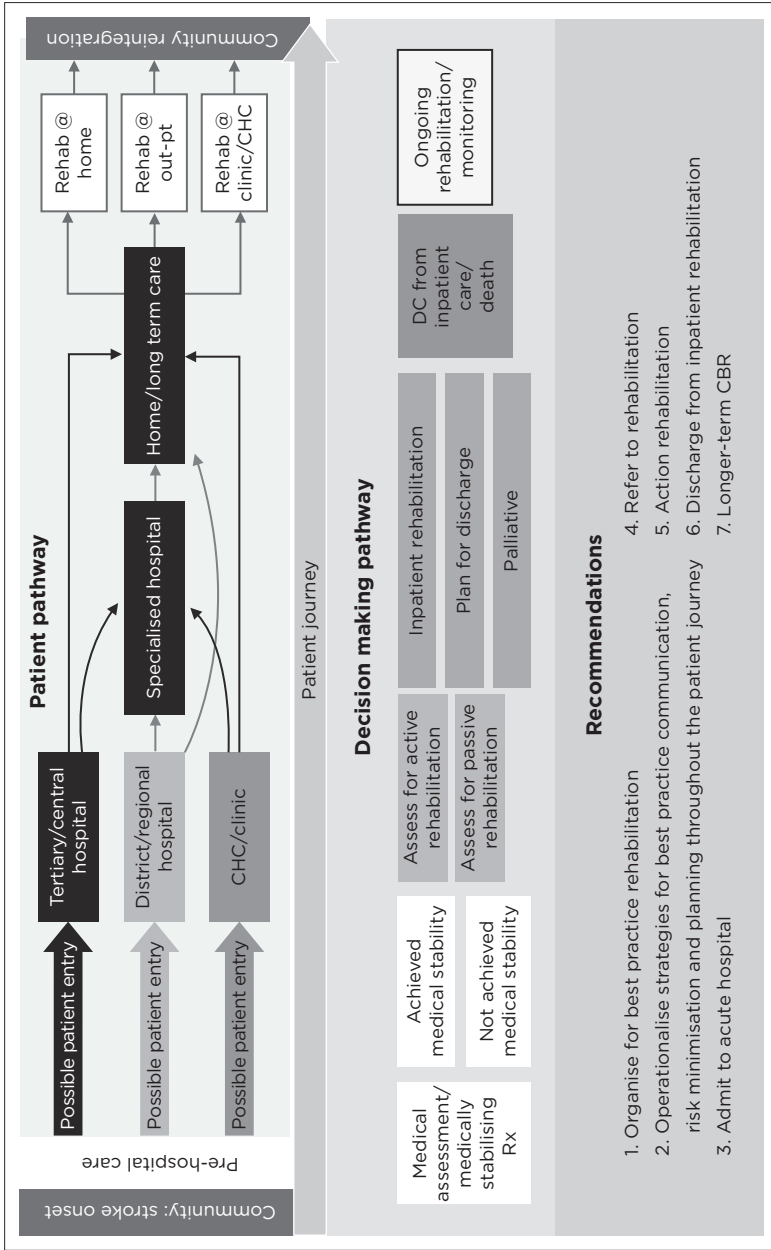 Patient pathway
Community: stroke onset
Pre-hospital care
Possible patient entry
Possible patient entry
Possible patient entry
Tertiary/central
hospital
District/regional
hospital
CHC/clinic
Specialised hospital
Home/long term care
Rehab @
home
Rehab @
out-pt
Rehab @
clinic/CHC
Community reintegration
Patient journey
Decision making pathway
Medical
assessment/
medically
stabilising
Rx
Achieved
medical stability
Not achieved
medical stability
Assess for active
rehabilitation
Assess for passive
rehabilitation
Inpatient rehabilitation
Plan for discharge
Palliative
DC from
inpatient
care/
death
Ongoing
rehabilitation/
monitoring
Recommendations
1. Organise for best practice rehabilitation
2. Operationalise strategies for best practice communication,
risk minimisation and planning throughout the patient journey
3. Admit to acute hospital
4. Refer to rehabilitation
5. Action rehabilitation
6. Discharge from inpatient rehabilitation
7. Longer-term CBR